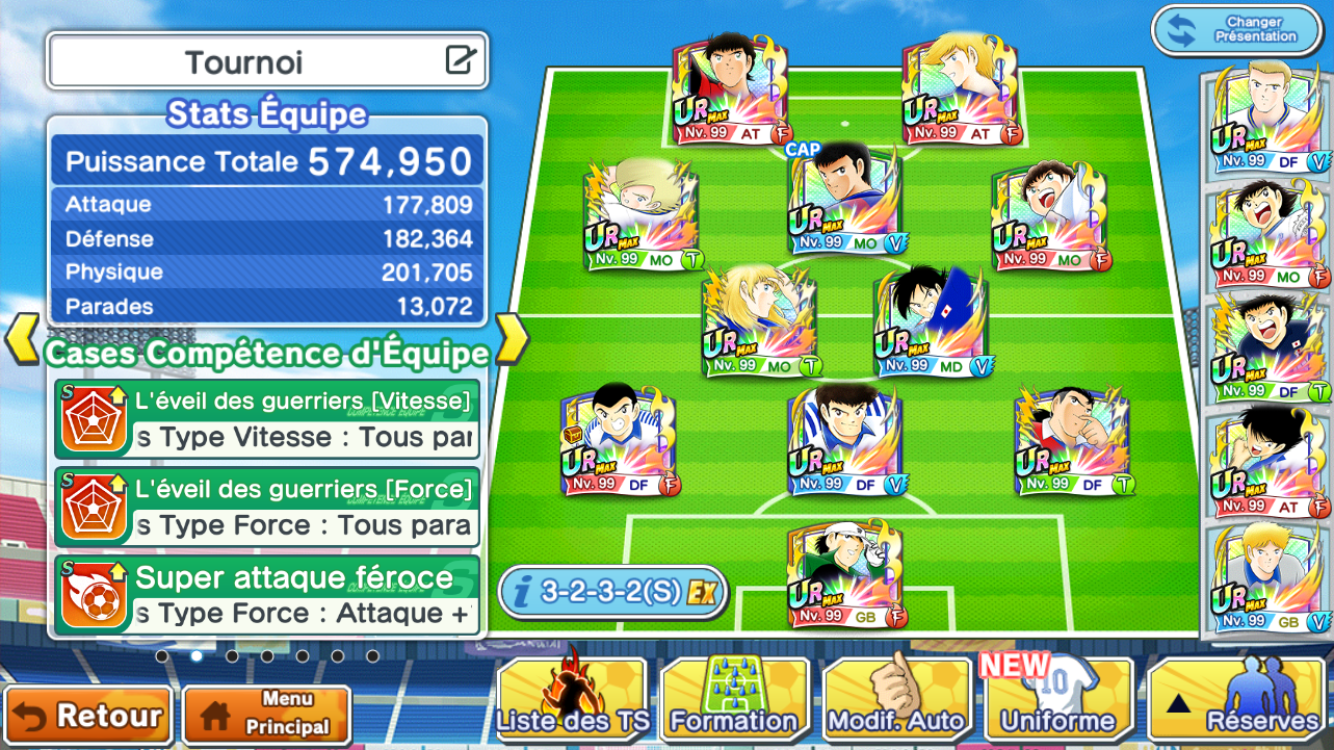 Tournoi
Stats Équipe
Puissance Totale 574,950
Attaque 177,809
Défense 182,364
Physique 201,705
Parades 13,072
Cases Compétence d'Équipe
S L'éveil des guerriers [Vitesse]
s Type Vitesse : Tous par
S L'éveil des guerriers [Force]
s Type Force : Tous para
S Super attaque féroce
s Type Force : Attaque +
Retour
Menu
Principal
Changer
Présentation
UR MAX
Nv. 99 AT F
UR MAX
Nv. 99 AT F
UR MAX
Nv. 99 MO T
CAP
UR MAX
Nv. 99 MO V
UR MAX
Nv. 99 MO F
UR MAX
Nv. 99 MO T
UR MAX
Nv. 99 MD V
UR MAX
Nv. 99 DF F
UR MAX
Nv. 99 DF V
UR MAX
Nv. 99 DF T
UR MAX
Nv. 99 GB F
i 3-2-3-2(S) EX
UR MAX
Nv. 99 DF V
UR MAX
Nv. 99 MO F
UR MAX
Nv. 99 DF T
UR MAX
Nv. 99 AT F
UR MAX
Nv. 99 GB V
Liste des TS
Formation
Modif. Auto
NEW
10
Uniforme
Réserves